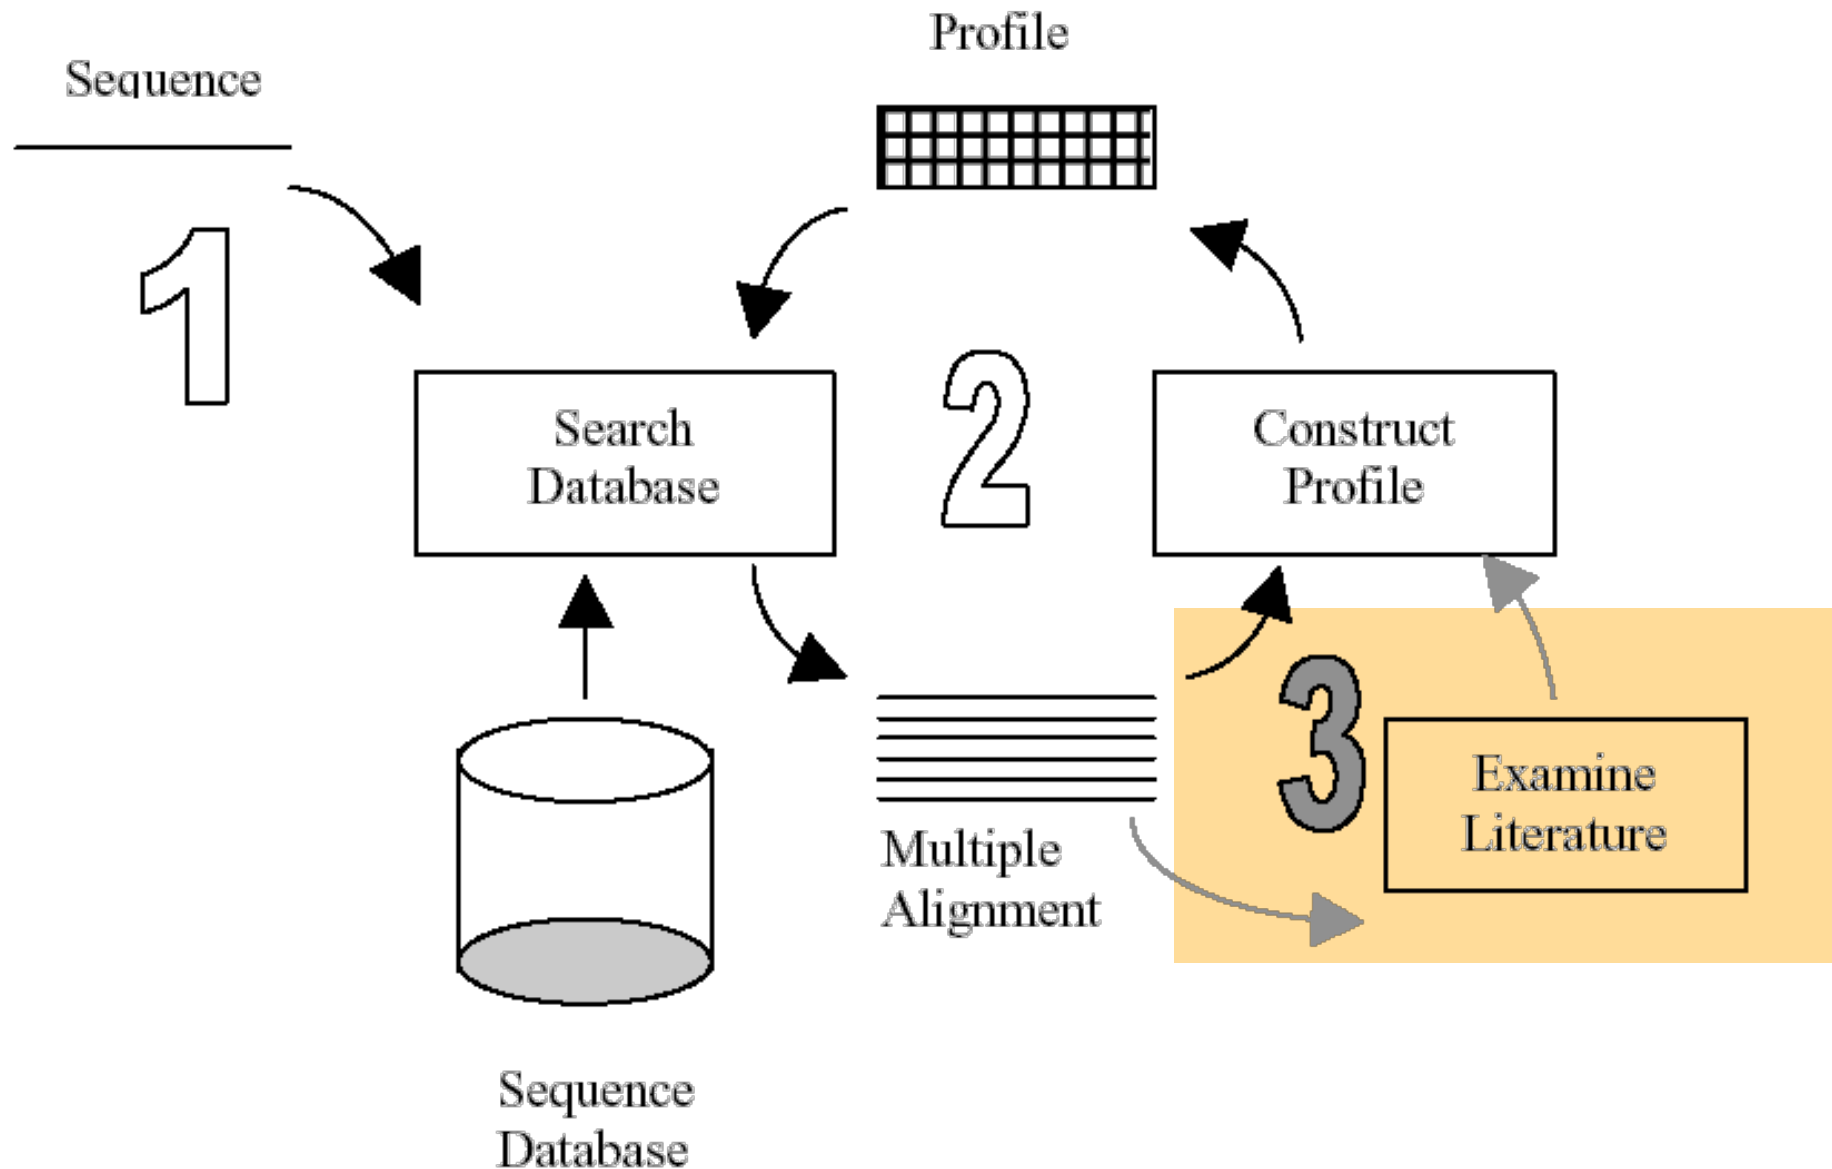 Profile
Sequence
1
2
Search
Database
Construct
Profile
3
Examine
Literature
Multiple
Alignment
Sequence
Database